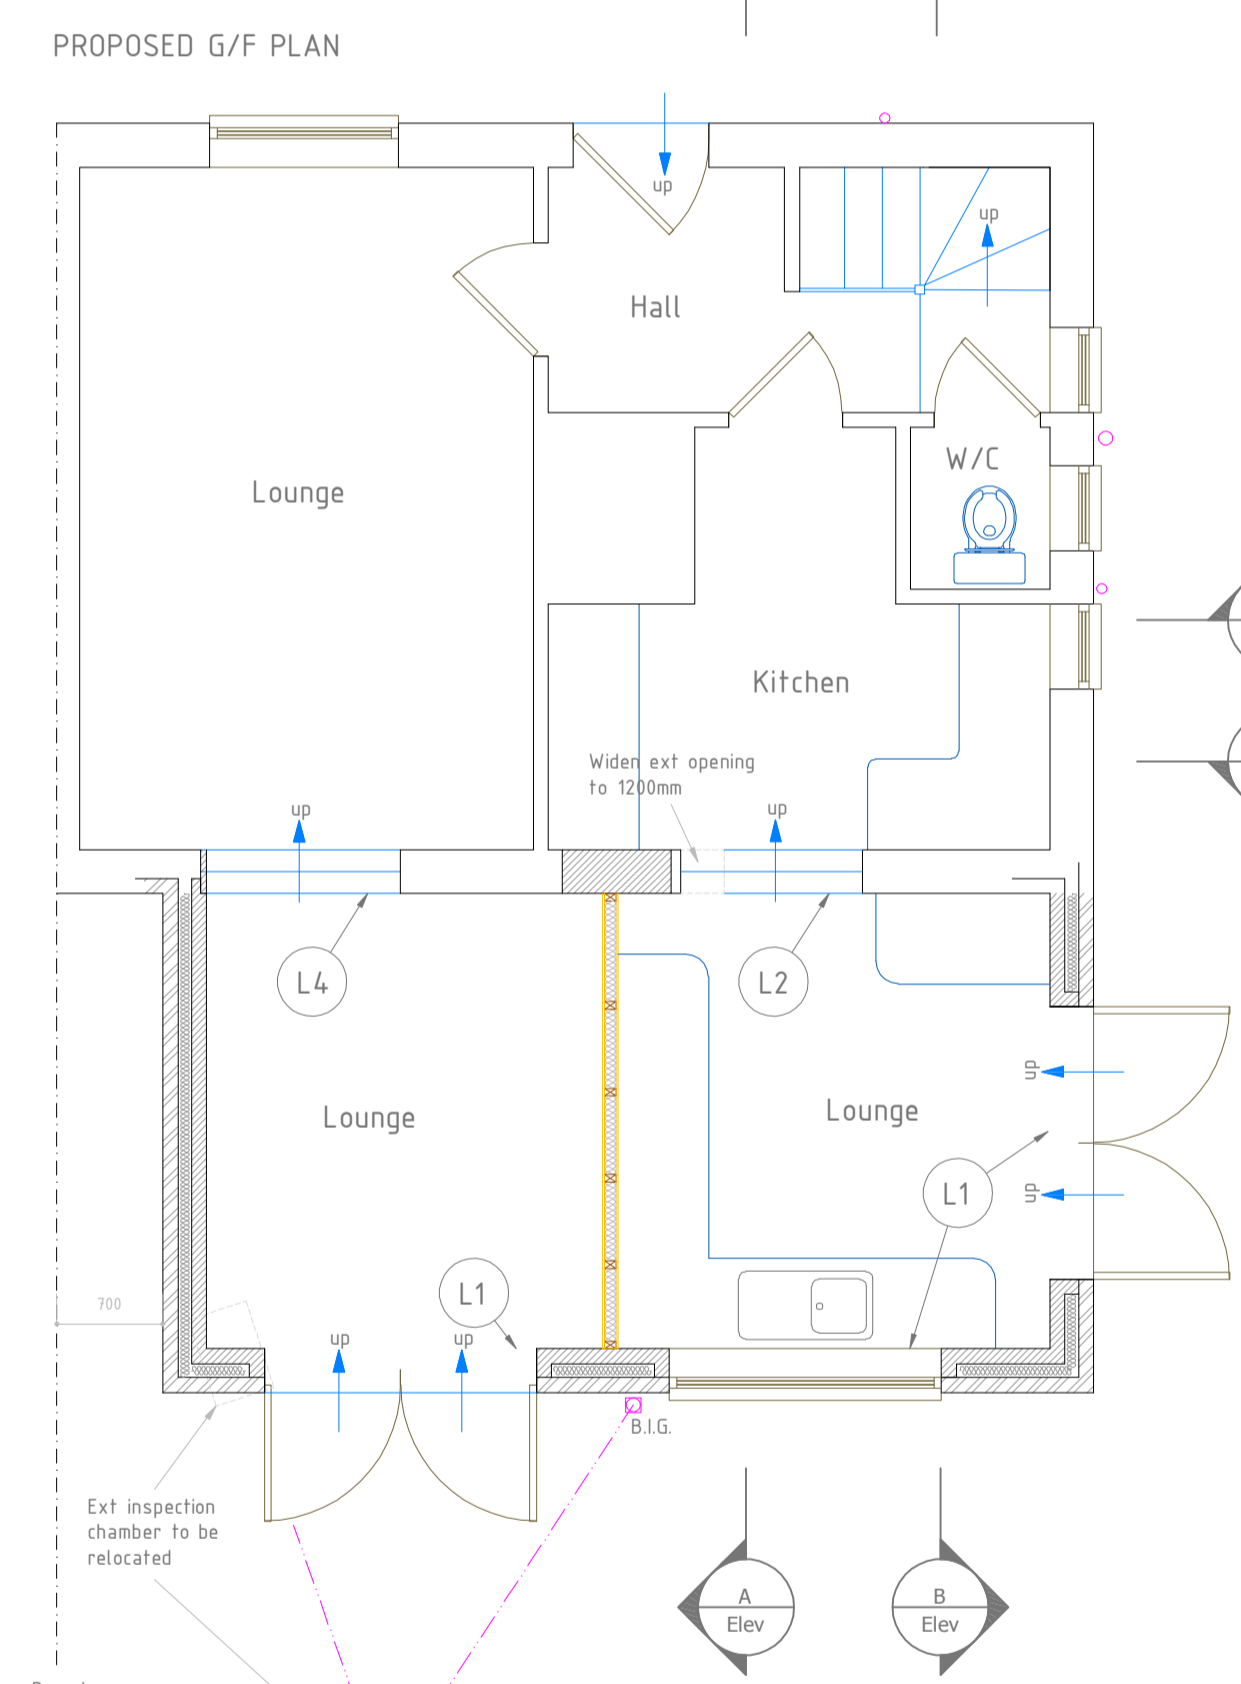 PROPOSED G/F PLAN
up
up
Hall
W/C
Lounge
Kitchen
Widen ext opening
to 1200mm
up
up
L4
L2
up
Lounge
Lounge
L1
up
L1
700
up
up
B.I.G.
Ext inspection
chamber to be
relocated
A
Elev
B
Elev